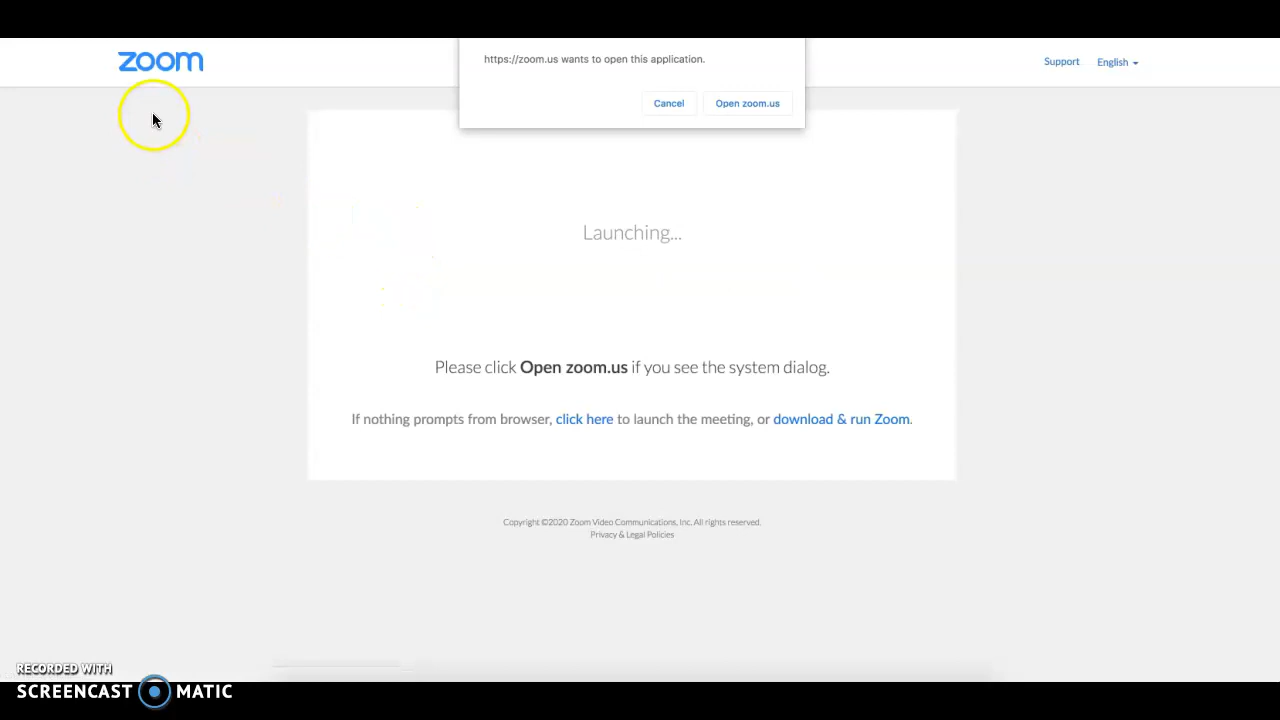 zoom
https://zoom.us wants to open this application.
Cancel
Open zoom.us
Support
English
Launching...
Please click Open zoom.us if you see the system dialog.
If nothing prompts from browser, click here to launch the meeting, or download & run Zoom.
Copyright ©2020 Zoom Video Communications, Inc. All rights reserved.
Privacy & Legal Policies
RECORDED WITH
SCREENCAST MATIC